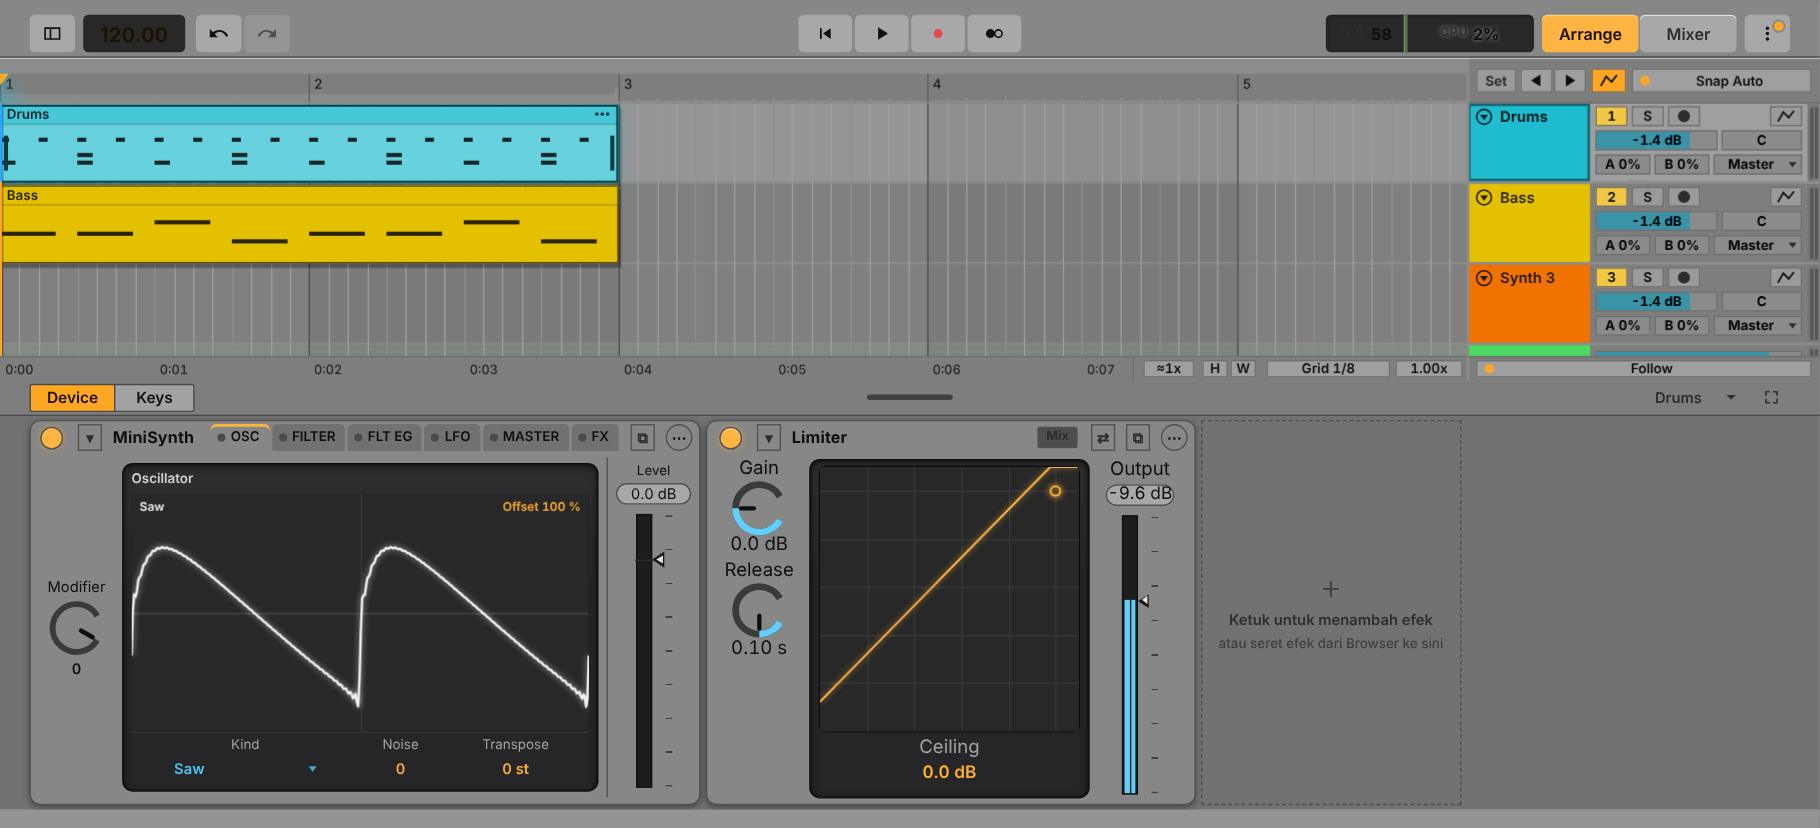 120.00
FPS 58
CPU 2%
Arrange
Mixer
1 2 3 4 5
Set
Snap Auto
Drums
Drums
1 S
-1.4 dB C
A 0% B 0% Master
Bass
Bass
2 S
-1.4 dB C
A 0% B 0% Master
Synth 3
3 S
-1.4 dB C
A 0% B 0% Master
0:00 0:01 0:02 0:03 0:04 0:05 0:06 0:07
≈1x H W Grid 1/8 1.00x
Follow
Device Keys
Drums
MiniSynth
OSC FILTER FLT EG LFO MASTER FX
Oscillator
Saw
Offset 100 %
Modifier
0
Kind Noise Transpose
Saw 0 0 st
Level
0.0 dB
Limiter
Mix
Gain
0.0 dB
Release
0.10 s
Ceiling
0.0 dB
Output
-9.6 dB
Ketuk untuk menambah efek
atau seret efek dari Browser ke sini